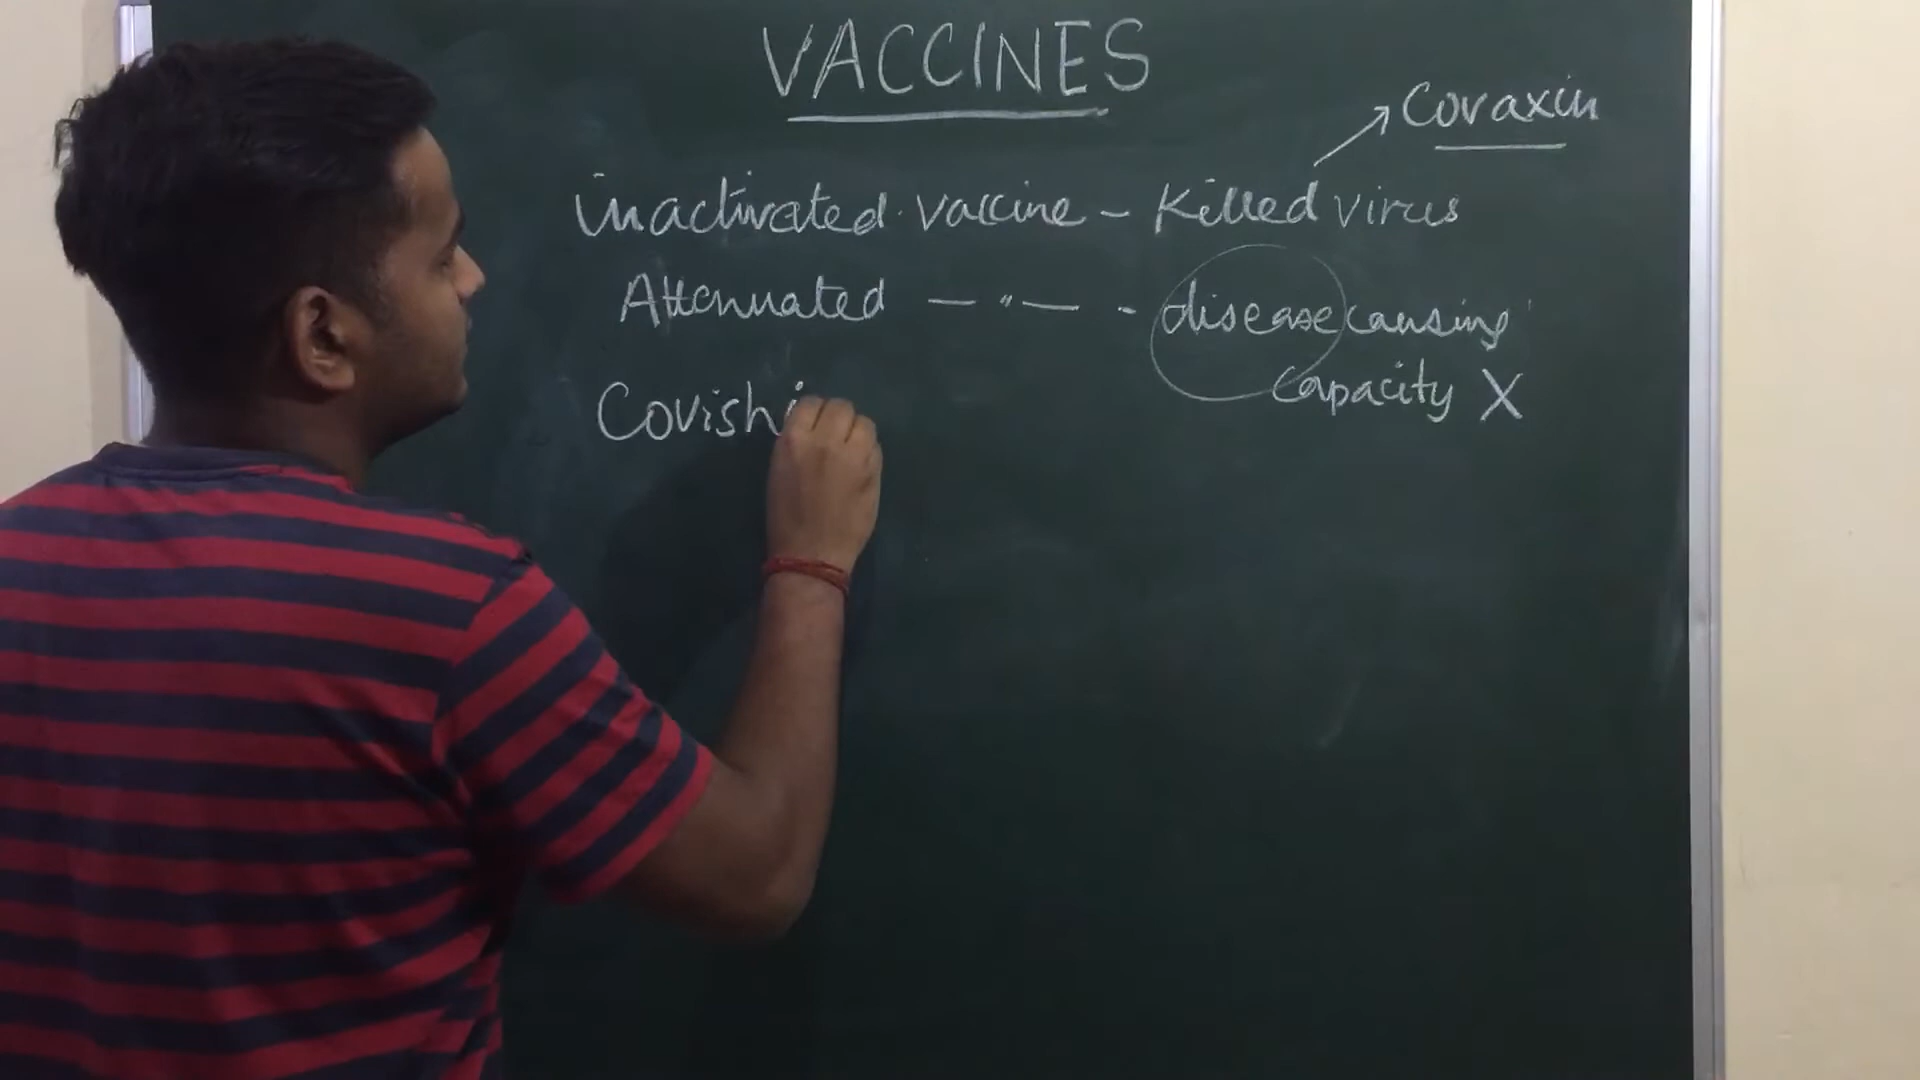 VACCINES
Covaxin
inactivated vaccine - Killed virus
Attenuated — " — - disease causing
capacity X
Covishi